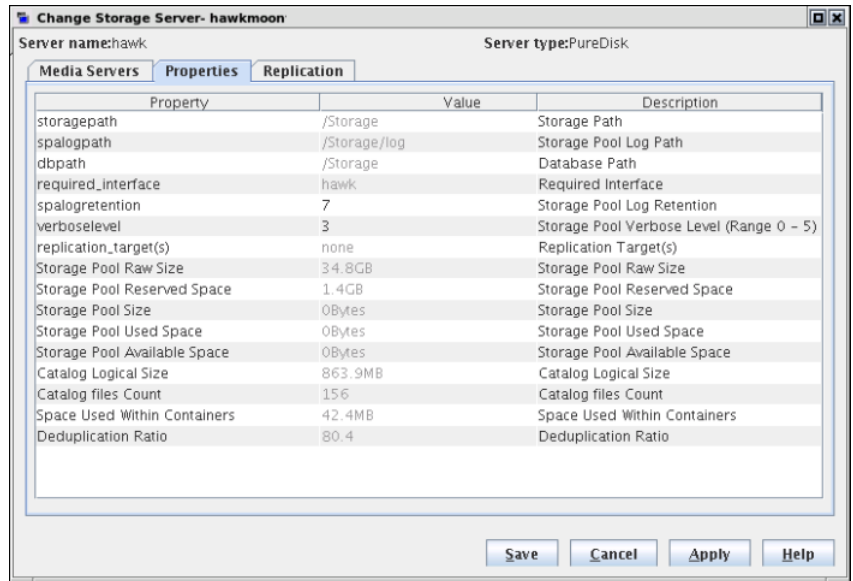 Change Storage Server- hawkmoon
Server name:hawk Server type:PureDisk
Media Servers Properties Replication
Property Value Description
storagepath /Storage Storage Path
spalogpath /Storage/log Storage Pool Log Path
dbpath /Storage Database Path
required_interface hawk Required Interface
spalogretention 7 Storage Pool Log Retention
verboselevel 3 Storage Pool Verbose Level (Range 0 - 5)
replication_target(s) none Replication Target(s)
Storage Pool Raw Size 34.8GB Storage Pool Raw Size
Storage Pool Reserved Space 1.4GB Storage Pool Reserved Space
Storage Pool Size 0Bytes Storage Pool Size
Storage Pool Used Space 0Bytes Storage Pool Used Space
Storage Pool Available Space 0Bytes Storage Pool Available Space
Catalog Logical Size 863.9MB Catalog Logical Size
Catalog files Count 156 Catalog files Count
Space Used Within Containers 42.4MB Space Used Within Containers
Deduplication Ratio 80.4 Deduplication Ratio
Save Cancel Apply Help